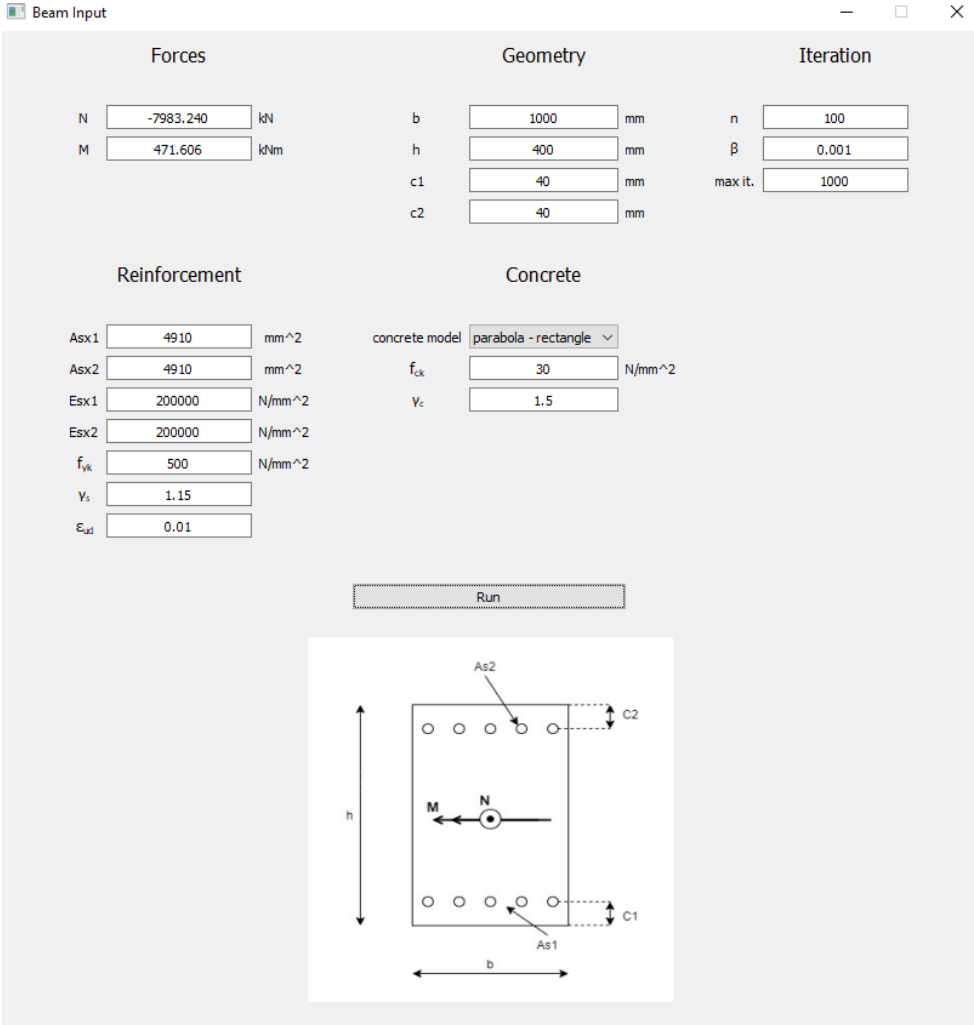 Beam Input
Forces Geometry Iteration
N -7983.240 kN b 1000 mm n 100
M 471.606 kNm h 400 mm β 0.001
c1 40 mm max it. 1000
c2 40 mm
Reinforcement Concrete
Asx1 4910 mm^2 concrete model parabola - rectangle
Asx2 4910 mm^2 fck 30 N/mm^2
Esx1 200000 N/mm^2 γc 1.5
Esx2 200000 N/mm^2
fyk 500 N/mm^2
γs 1.15
εud 0.01
Run
As2
C2
M N
h
C1
As1
b